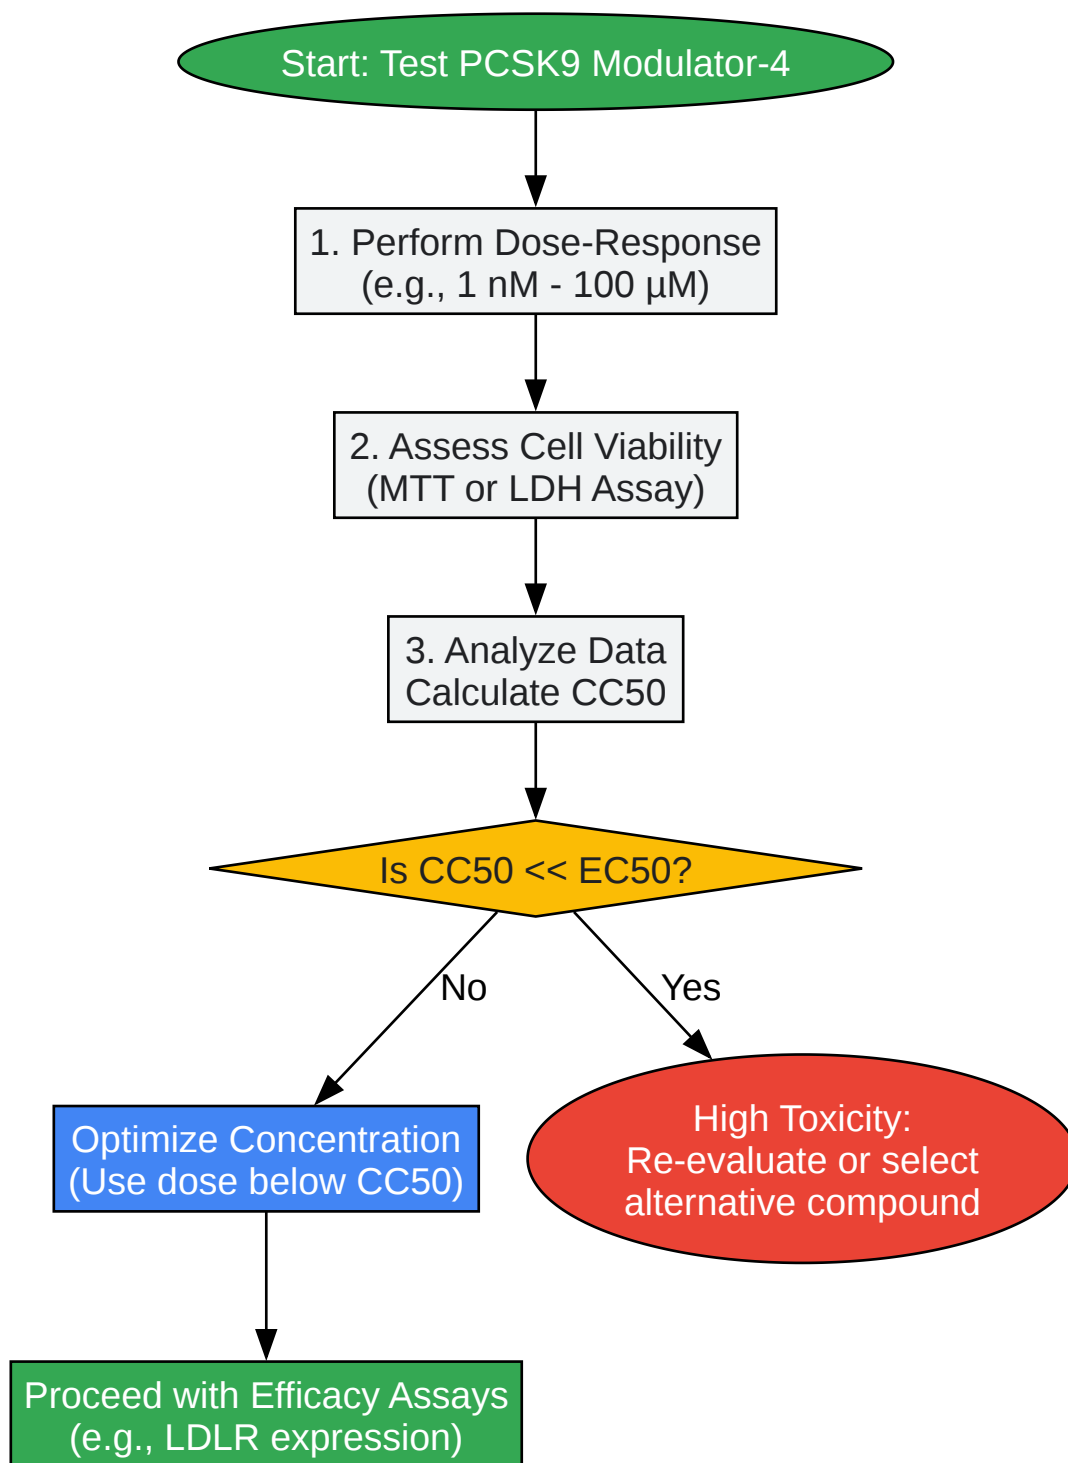 Start: Test PCSK9 Modulator-4
1. Perform Dose-Response
(e.g., 1 nM - 100 µM)
2. Assess Cell Viability
(MTT or LDH Assay)
3. Analyze Data
Calculate CC50
Is CC50 << EC50?
No
Yes
Optimize Concentration
(Use dose below CC50)
High Toxicity:
Re-evaluate or select
alternative compound
Proceed with Efficacy Assays
(e.g., LDLR expression)